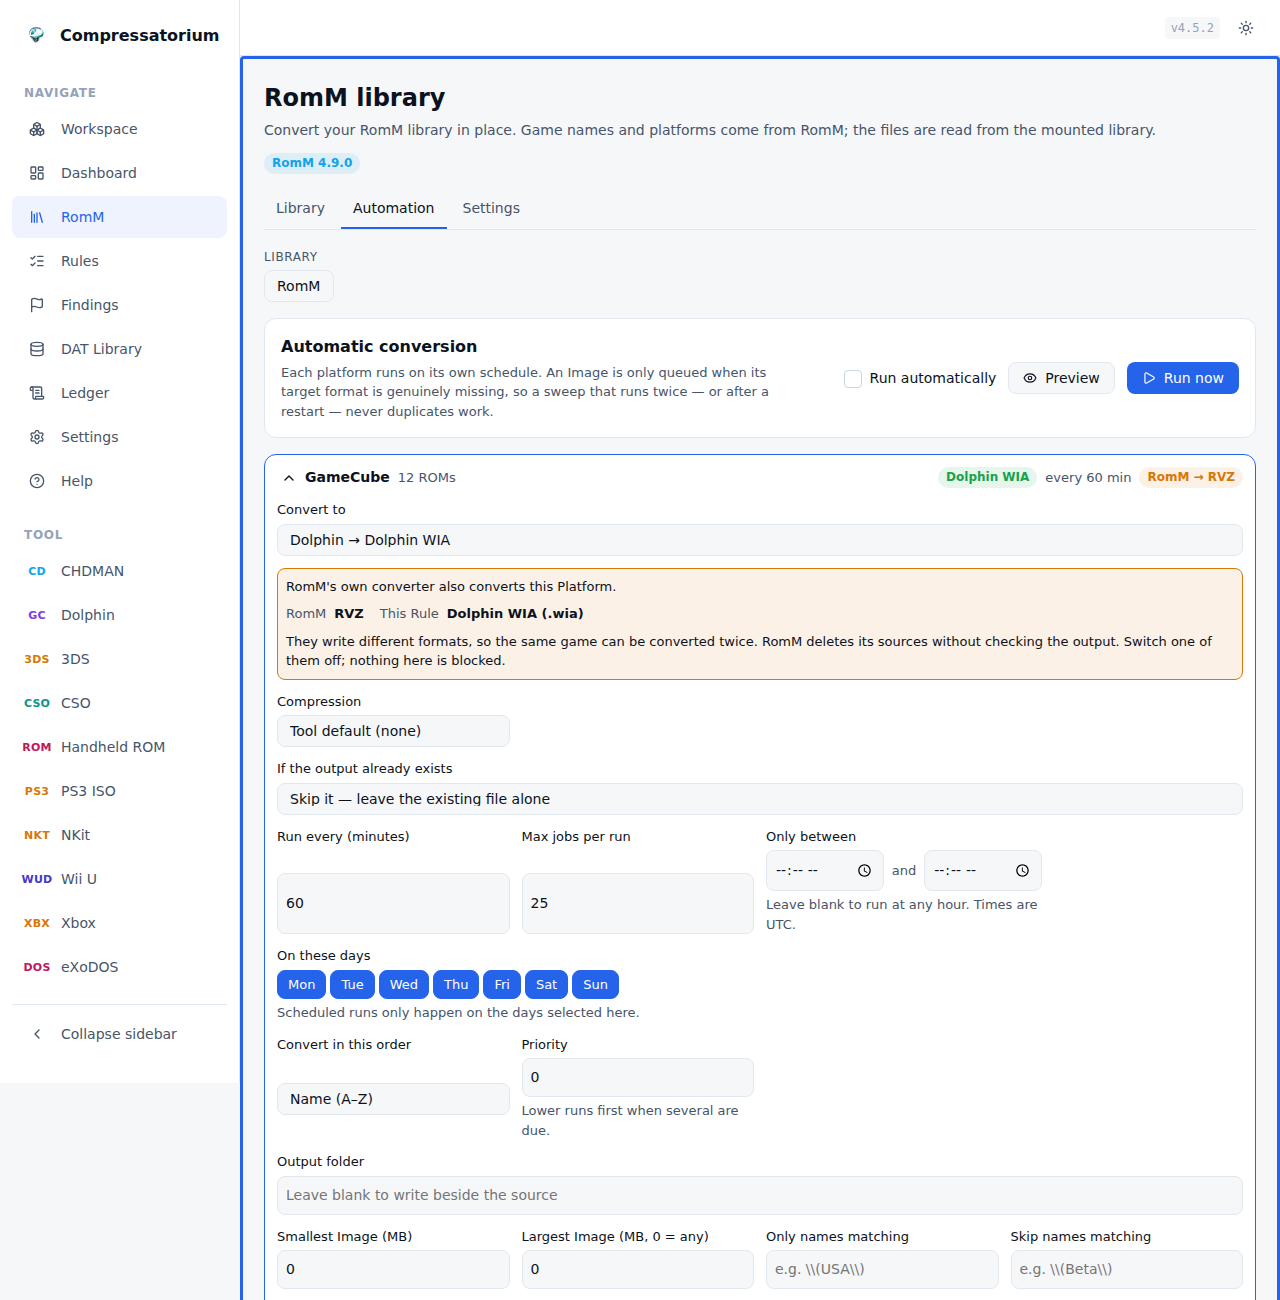 Compressatorium
v4.5.2
NAVIGATE
Workspace
Dashboard
RomM
Rules
Findings
DAT Library
Ledger
Settings
Help
TOOL
CD CHDMAN
GC Dolphin
3DS 3DS
CSO CSO
ROM Handheld ROM
PS3 PS3 ISO
NKT NKit
WUD Wii U
XBX Xbox
DOS eXoDOS
Collapse sidebar
RomM library
Convert your RomM library in place. Game names and platforms come from RomM; the files are read from the mounted library.
RomM 4.9.0
Library Automation Settings
LIBRARY
RomM
Automatic conversion
Each platform runs on its own schedule. An Image is only queued when its
target format is genuinely missing, so a sweep that runs twice — or after a
restart — never duplicates work.
Run automatically Preview Run now
GameCube 12 ROMs Dolphin WIA every 60 min RomM → RVZ
Convert to
Dolphin → Dolphin WIA
RomM's own converter also converts this Platform.
RomM RVZ This Rule Dolphin WIA (.wia)
They write different formats, so the same game can be converted twice. RomM deletes its sources without checking the output. Switch one of
them off; nothing here is blocked.
Compression
Tool default (none)
If the output already exists
Skip it — leave the existing file alone
Run every (minutes) Max jobs per run Only between
60 25 --:-- -- and --:-- --
Leave blank to run at any hour. Times are
UTC.
On these days
Mon Tue Wed Thu Fri Sat Sun
Scheduled runs only happen on the days selected here.
Convert in this order Priority
Name (A–Z) 0
Lower runs first when several are
due.
Output folder
Leave blank to write beside the source
Smallest Image (MB) Largest Image (MB, 0 = any) Only names matching Skip names matching
0 0 e.g. \\(USA\\) e.g. \\(Beta\\)